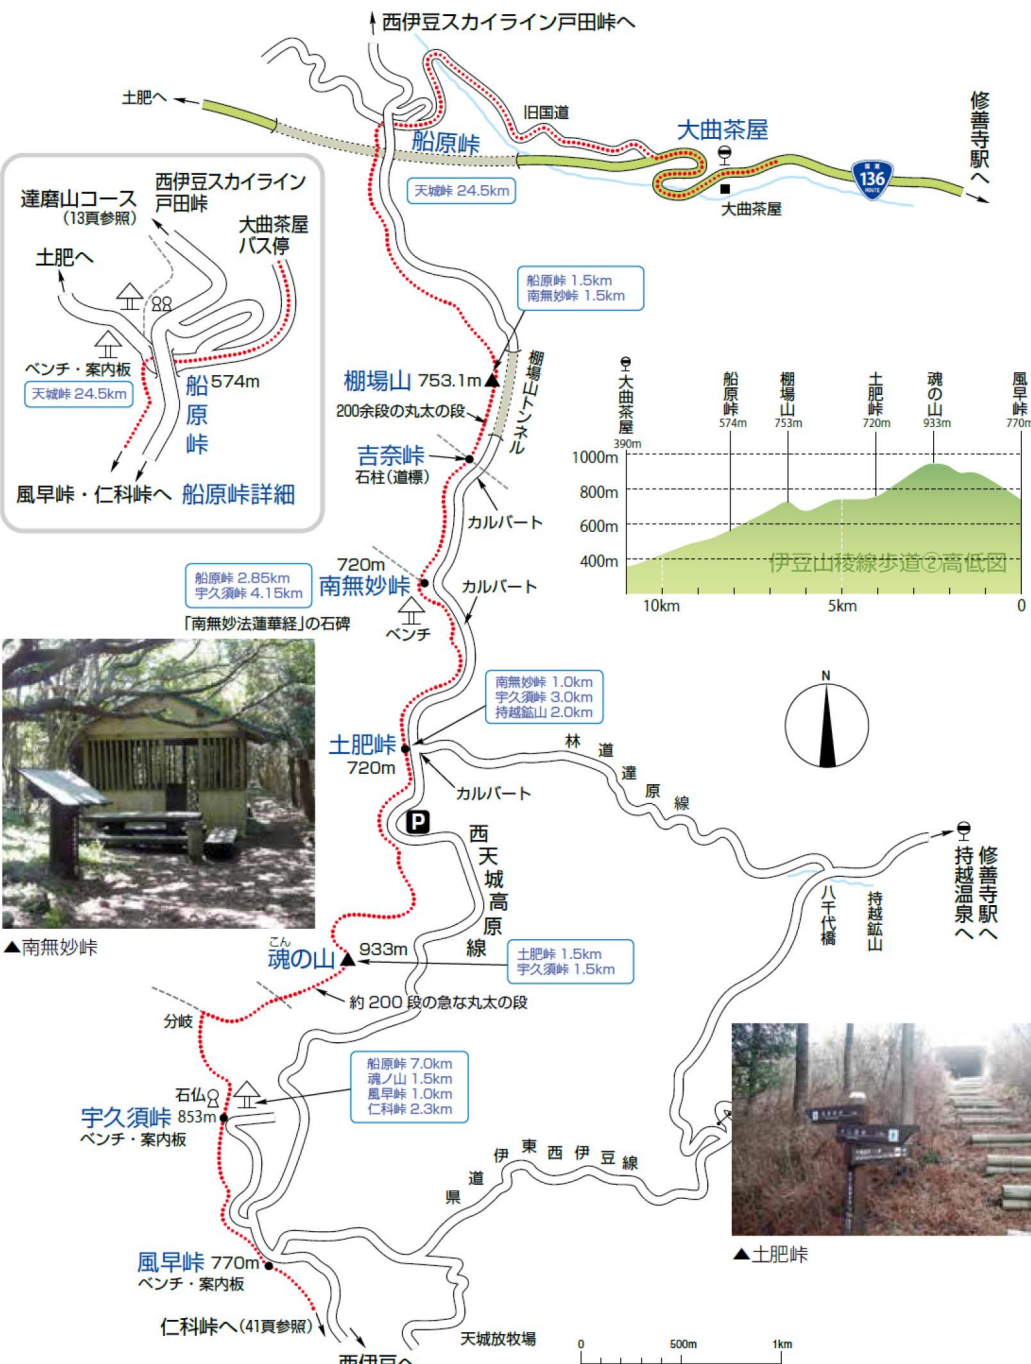 西伊豆スカイライン戸田峠へ
土肥へ
旧国道
船原峠
大曲茶屋
修善寺駅へ
国道
136
ROUTE
天城峠 24.5km
大曲茶屋
達磨山コース
(13頁参照)
西伊豆スカイライン
戸田峠
大曲茶屋
バス停
土肥へ
ベンチ・案内板
天城峠 24.5km
船原峠
574m
風早峠・仁科峠へ
船原峠詳細
船原峠 1.5km
南無妙峠 1.5km
棚場山 753.1m
棚場山トンネル
200余段の丸太の段
吉奈峠
石柱(道標)
カルバート
大曲茶屋
390m
船原峠
574m
棚場山
753m
土肥峠
720m
魂の山
933m
風早峠
770m
1000m
800m
600m
400m
伊豆山稜線歩道②高低図
10km
5km
0
720m
南無妙峠
船原峠 2.85km
宇久須峠 4.15km
「南無妙法蓮華経」の石碑
ベンチ
カルバート
南無妙峠 1.0km
宇久須峠 3.0km
持越鉱山 2.0km
N
土肥峠
720m
林道達原線
カルバート
P
西天城高原線
修善寺駅へ
持越温泉へ
八千代橋
持越鉱山
▲南無妙峠
こん
魂の山
933m
土肥峠 1.5km
宇久須峠 1.5km
約200段の急な丸太の段
分岐
船原峠 7.0km
魂ノ山 1.5km
風早峠 1.0km
仁科峠 2.3km
石仏
宇久須峠 853m
ベンチ・案内板
県道伊東西伊豆線
▲土肥峠
風早峠 770m
ベンチ・案内板
仁科峠へ(41頁参照)
天城放牧場
西伊豆へ
0
500m
1km